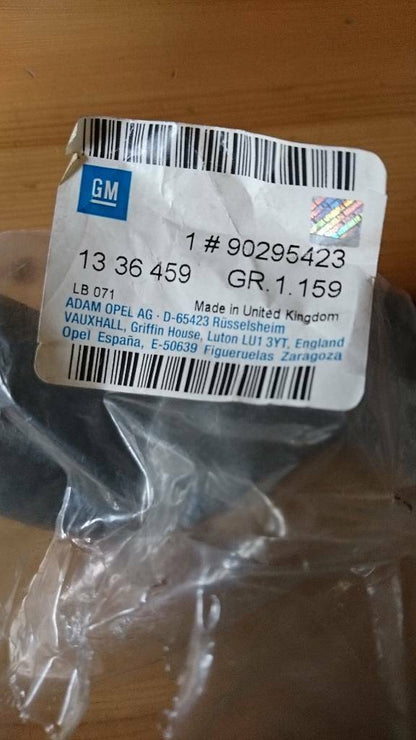 GM
1 # 90295423
13 36 459 GR.1.159
LB 071 Made in United Kingdom
ADAM OPEL AG · D-65423 Rüsselsheim
VAUXHALL, Griffin House, Luton LU1 3YT, England
Opel España, E-50639 Figueruelas Zaragoza